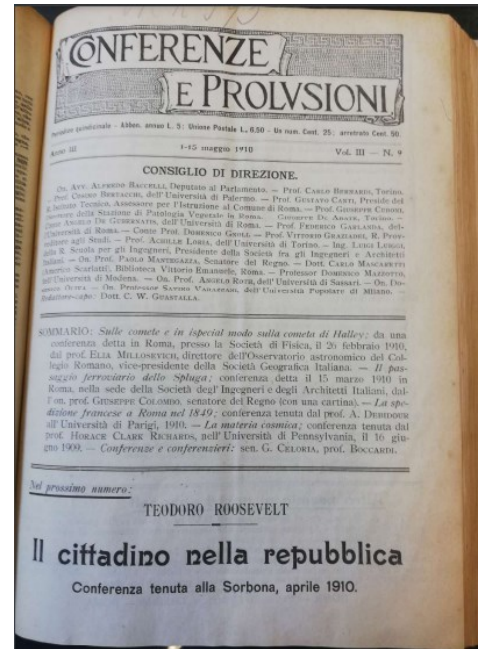 CONFERENZE
E PROLVSIONI
Periodico quindicinale - Abbon. annuo L. 5; Unione Postale L. 6,50 - Un num. Cent. 25; arretrato Cent. 50
Anno III
1-15 maggio 1910
Vol. III — N. 9
CONSIGLIO DI DIREZIONE.
On. Avv. Alfredo Baccelli, Deputato al Parlamento. — Prof. Carlo Bernardi, Torino.
— Prof. Cesiro Bertacchi, dell'Università di Palermo. — Prof. Gustavo Canti, Preside del
R. Istituto Tecnico, Assessore per l'Istruzione al Comune di Roma. — Prof. Giuseppe Cuboni,
Direttore della Stazione di Patologia Vegetale in Roma. — Giuseppe De Abate, Torino. —
Conte Angelo De Gubernatis, dell'Università di Roma. — Prof. Federico Garlanda, del-
l'Università di Roma. — Conte Prof. Domenico Gnoli. — Prof. Vittorio Graziadei, R. Prov-
veditore agli Studi. — Prof. Achille Loria, dell'Università di Torino. — Ing. Luigi Luiggi,
della R. Scuola per gli Ingegneri, Presidente della Società fra gli Ingegneri e Architetti
Italiani. — On. Prof. Paolo Mantegazza, Senatore del Regno. — Dott. Carlo Mascaretti
(Americo Scarlatti), Biblioteca Vittorio Emanuele, Roma. — Professor Domenico Mazzotto,
dell'Università di Modena. — Prof. Angelo Roth, dell'Università di Sassari. — On. Do-
menico Oliva. — On. Professor Sandro
dell'Università Popolare di Milano. —
Redattore-capo: Dott. C. W. Guastalla.
SOMMARIO: Sulle comete e in ispecial modo sulla cometa di Halley; da una
conferenza detta in Roma, presso la Società di Fisica, il 26 febbraio 1910,
dal prof. Elia Millosevich, direttore dell'Osservatorio astronomico del Col-
legio Romano, vice-presidente della Società Geografica Italiana. — Il pas-
saggio ferroviario dello Spluga; conferenza detta il 15 marzo 1910 in
Roma, nella sede della Società degl'Ingegneri e degli Architetti Italiani, dal-
l'on. prof. Giuseppe Colombo, senatore del Regno (con una cartina). — La spe-
dizione francese a Roma nel 1849; conferenza tenuta dal prof. A. Debidour
all'Università di Parigi, 1910. — La materia cosmica; conferenza tenuta dal
prof. Horace Clark Richards, nell'Università di Pennsylvania, il 16 giu-
gno 1909. — Conferenze e conferenzieri: sen. G. Celoria, prof. Boccardi.
Nel prossimo numero:
TEODORO ROOSEVELT
Il cittadino nella repubblica
Conferenza tenuta alla Sorbona, aprile 1910.